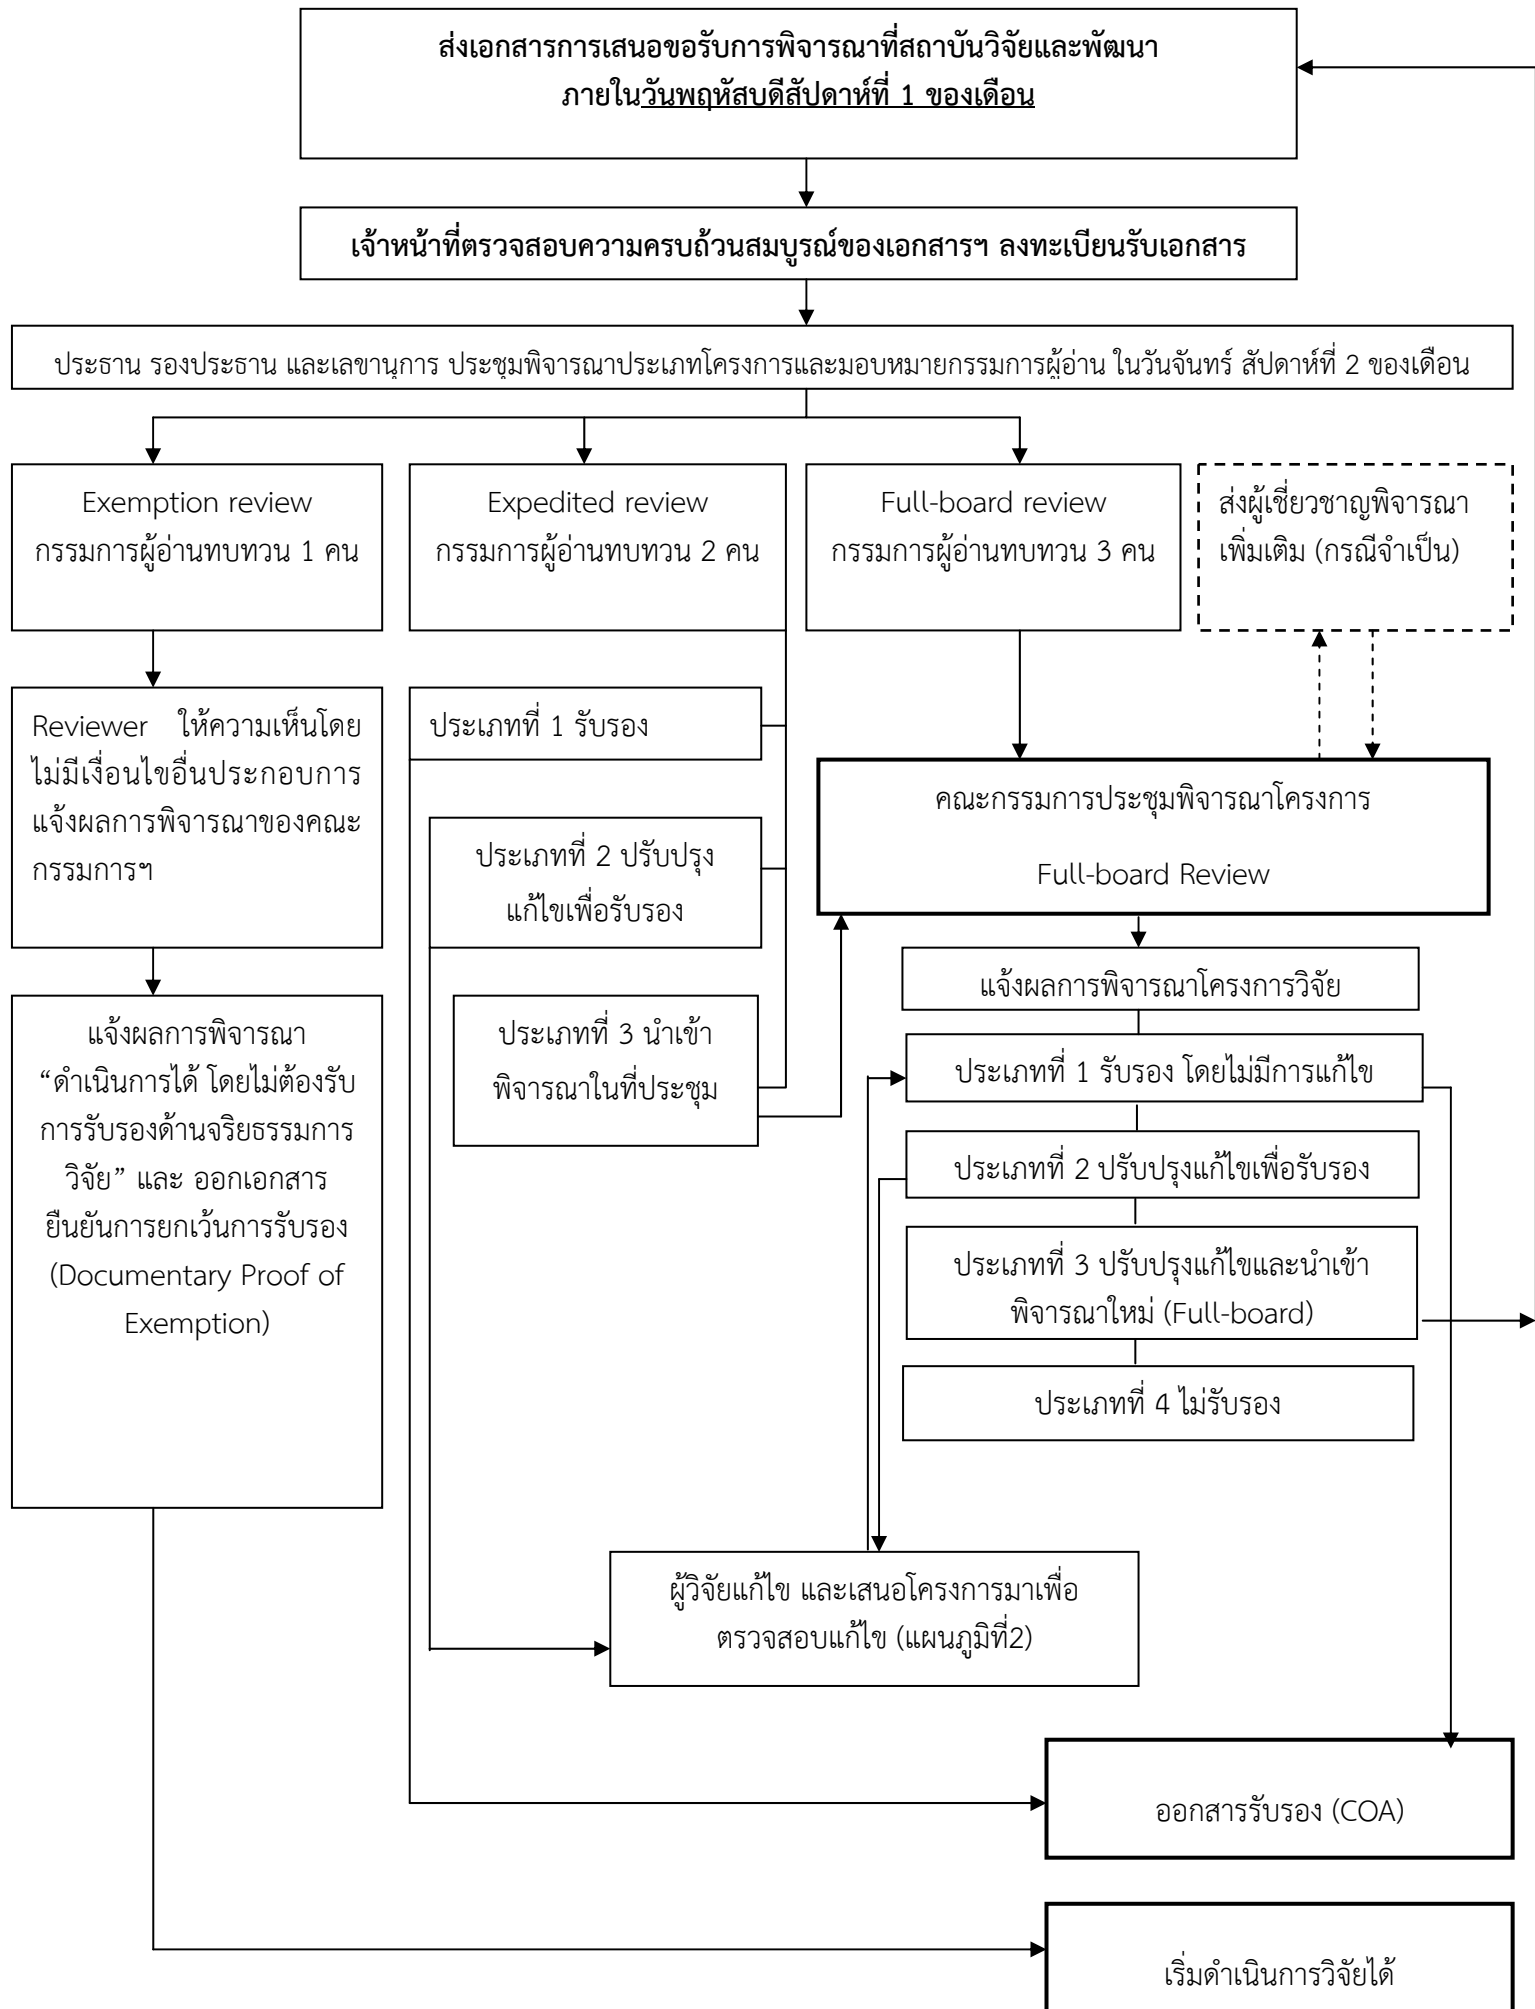 ส่งเอกสารการเสนอขอรับการพิจารณาที่สถาบันวิจัยและพัฒนา
ภายในวันพฤหัสบดีสัปดาห์ที่ 1 ของเดือน
เจ้าหน้าที่ตรวจสอบความครบถ้วนสมบูรณ์ของเอกสารฯ ลงทะเบียนรับเอกสาร
ประธาน รองประธาน และเลขานุการ ประชุมพิจารณาประเภทโครงการและมอบหมายกรรมการผู้อ่าน ในวันจันทร์ สัปดาห์ที่ 2 ของเดือน
Exemption review
กรรมการผู้อ่านทบทวน 1 คน
Expedited review
กรรมการผู้อ่านทบทวน 2 คน
Full-board review
กรรมการผู้อ่านทบทวน 3 คน
ส่งผู้เชี่ยวชาญพิจารณา
เพิ่มเติม (กรณีจำเป็น)
Reviewer ให้ความเห็นโดย
ไม่มีเงื่อนไขอื่นประกอบการ
แจ้งผลการพิจารณาของคณะ
กรรมการฯ
แจ้งผลการพิจารณา
“ดำเนินการได้ โดยไม่ต้องรับ
การรับรองด้านจริยธรรมการ
วิจัย” และ ออกเอกสาร
ยืนยันการยกเว้นการรับรอง
(Documentary Proof of
Exemption)
ประเภทที่ 1 รับรอง
ประเภทที่ 2 ปรับปรุง
แก้ไขเพื่อรับรอง
ประเภทที่ 3 นำเข้า
พิจารณาในที่ประชุม
คณะกรรมการประชุมพิจารณาโครงการ
Full-board Review
แจ้งผลการพิจารณาโครงการวิจัย
ประเภทที่ 1 รับรอง โดยไม่มีการแก้ไข
ประเภทที่ 2 ปรับปรุงแก้ไขเพื่อรับรอง
ประเภทที่ 3 ปรับปรุงแก้ไขและนำเข้า
พิจารณาใหม่ (Full-board)
ประเภทที่ 4 ไม่รับรอง
ผู้วิจัยแก้ไข และเสนอโครงการมาเพื่อ
ตรวจสอบแก้ไข (แผนภูมิที่2)
ออกสารรับรอง (COA)
เริ่มดำเนินการวิจัยได้